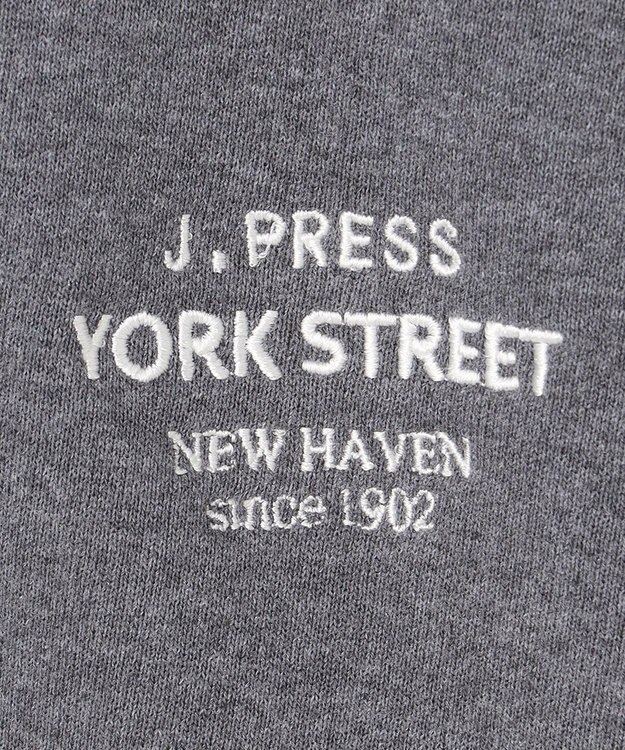 J. PRESS
YORK STREET
NEW HAVEN
since 1902